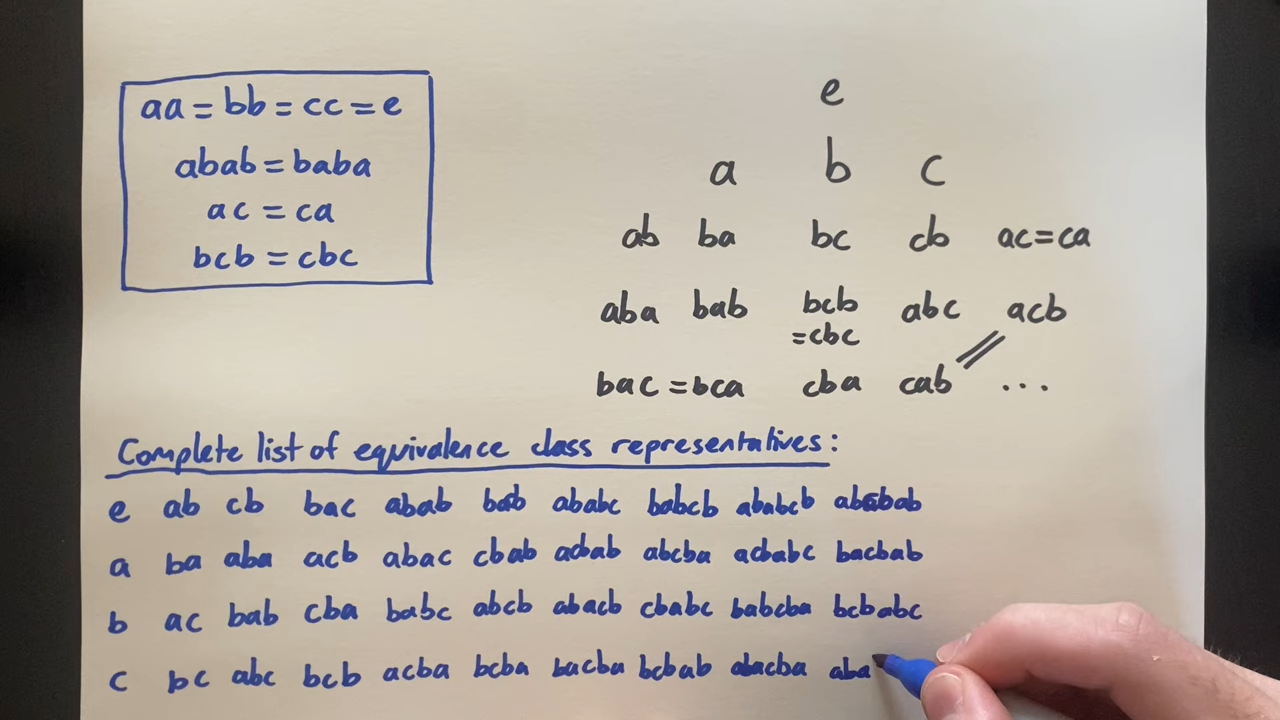 aa = bb = cc = e
abab = baba
ac = ca
bcb = cbc
e
a b c
ab ba bc cb ac = ca
aba bab bcb abc acb
= cbc
bac = bca cba cab ...
Complete list of equivalence class representatives:
e ab cb bac abab ababc babcb ababcb
a ba aba acb abac cbab acbab abcba acbabc bacbab
b ac bab cba babc abcb abacb cbabc babcba bcbabc
c bc abc bcb acba bcba bacba bcbab abacba aba